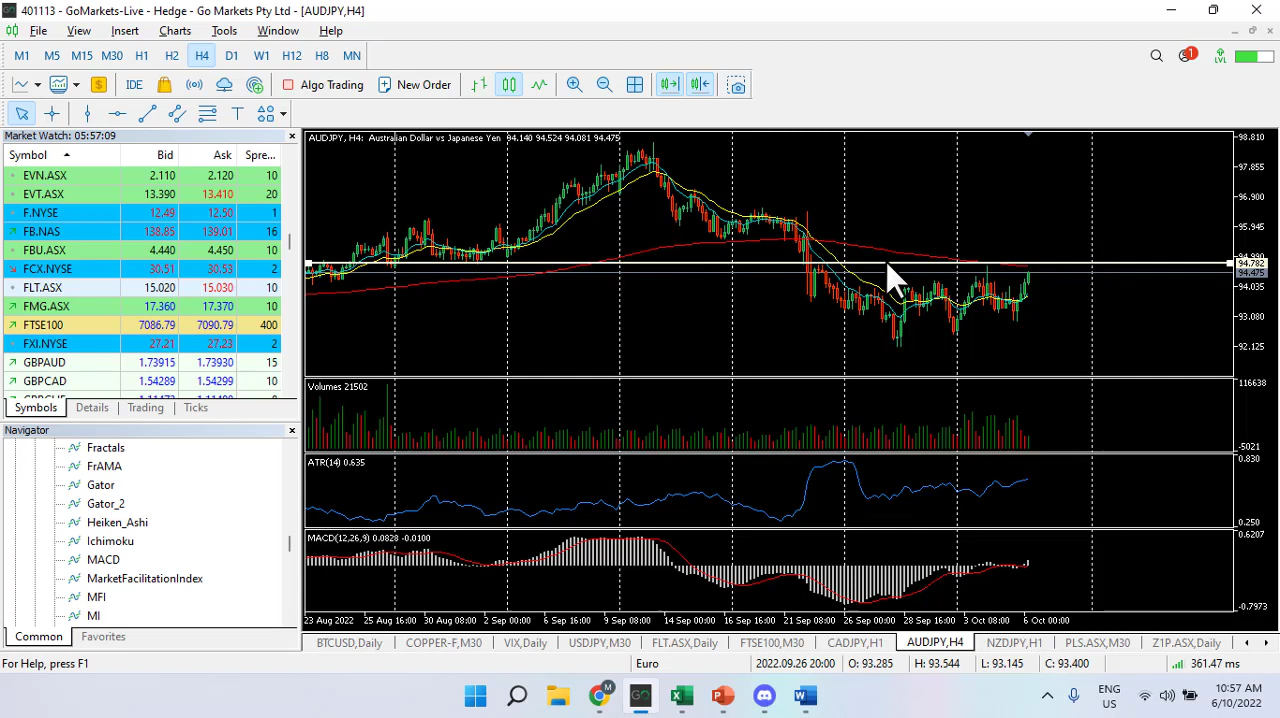 401113 - GoMarkets-Live - Hedge - Go Markets Pty Ltd - [AUDJPY,H4]
File View Insert Charts Tools Window Help
M1 M5 M15 M30 H1 H2 H4 D1 W1 H12 H8 MN
1 LVL
IDE Algo Trading New Order
Market Watch: 05:57:09
Symbol Bid Ask Spre...
EVN.ASX 2.110 2.120 10
EVT.ASX 13.390 13.410 20
F.NYSE 12.49 12.50 1
FB.NAS 138.85 139.01 16
FBU.ASX 4.440 4.450 10
FCX.NYSE 30.51 30.53 2
FLT.ASX 15.020 15.030 10
FMG.ASX 17.360 17.370 10
FTSE100 7086.79 7090.79 400
FXI.NYSE 27.21 27.23 2
GBPAUD 1.73915 1.73930 15
GBPCAD 1.54289 1.54299 10
Symbols Details Trading Ticks
Navigator
Fractals
FrAMA
Gator
Gator_2
Heiken_Ashi
Ichimoku
MACD
MarketFacilitationIndex
MFI
MI
Common Favorites
AUDJPY, H4: Australian Dollar vs Japanese Yen 94.140 94.524 94.081 94.475
98.810
97.855
96.900
95.945
94.782
94.475
94.035
93.080
92.125
Volumes 21502
116638
-5021
ATR(14) 0.635
0.830
0.250
MACD(12,26,9) 0.0828 -0.0100
0.6207
-0.7973
23 Aug 2022 25 Aug 16:00 30 Aug 08:00 2 Sep 00:00 6 Sep 16:00 9 Sep 08:00 14 Sep 00:00 16 Sep 16:00 21 Sep 08:00 26 Sep 00:00 28 Sep 16:00 3 Oct 08:00 6 Oct 00:00
BTCUSD,Daily COPPER-F,M30 VIX,Daily USDJPY,M30 FLT.ASX,Daily FTSE100,M30 CADJPY,H1 AUDJPY,H4 NZDJPY,H1 PLS.ASX,M30 Z1P.ASX,Daily
For Help, press F1 Euro 2022.09.26 20:00 O: 93.285 H: 93.544 L: 93.145 C: 93.400 361.47 ms
GO M X P W
ENG
US
10:57 AM
6/10/2022